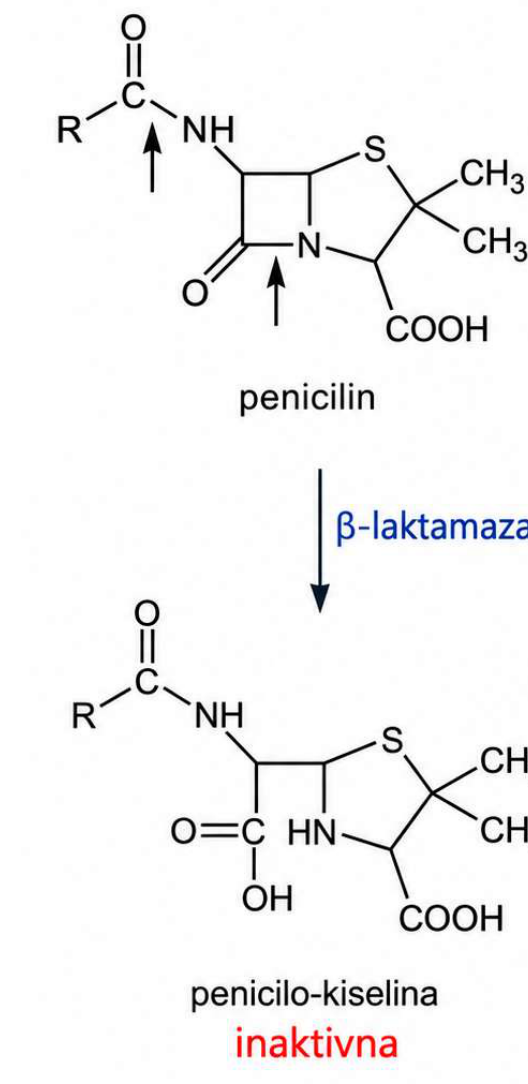 O
C
R
NH
S
CH3
CH3
N
O
COOH
penicilin
β-laktamaza
O
C
R
NH
S
CH
CH
O=C
HN
OH
COOH
penicilo-kiselina
inaktivna